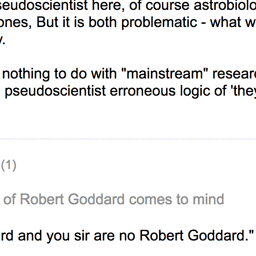 seudoscientist here, of course astrobiolo
ones, But it is both problematic - what w
y.
nothing to do with "mainstream" researc
pseudoscientist erroneous logic of 'they
(1)
of Robert Goddard comes to mind
rd and you sir are no Robert Goddard."